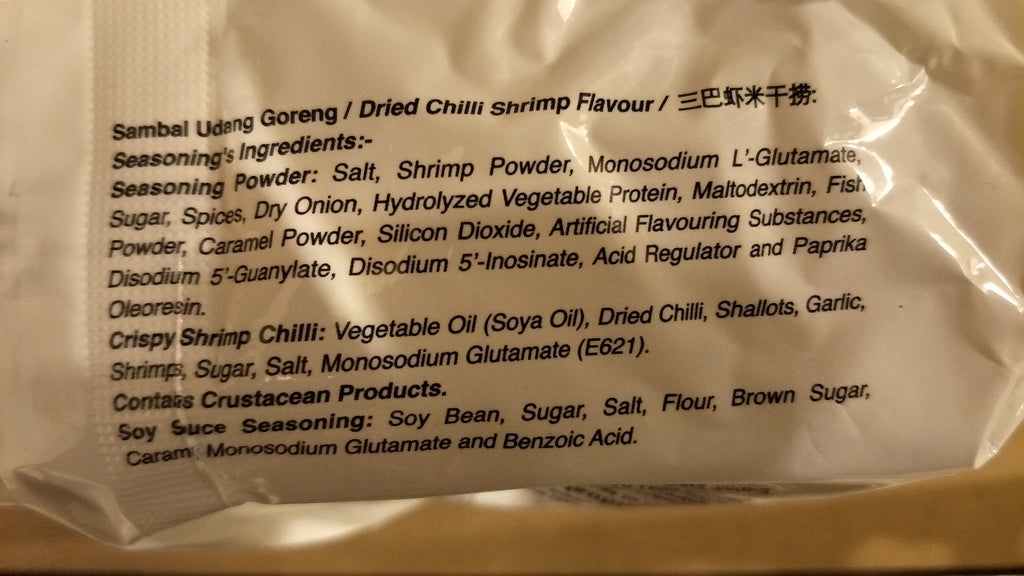 Sambal Udang Goreng / Dried Chilli Shrimp Flavour / 三巴虾米干捞:
Seasoning's Ingredients:-
Seasoning Powder: Salt, Shrimp Powder, Monosodium L'-Glutamate,
Sugar, Spices, Dry Onion, Hydrolyzed Vegetable Protein, Maltodextrin, Fish
Powder, Caramel Powder, Silicon Dioxide, Artificial Flavouring Substances,
Disodium 5'-Guanylate, Disodium 5'-Inosinate, Acid Regulator and Paprika
Oleoresin.
Crispy Shrimp Chilli: Vegetable Oil (Soya Oil), Dried Chilli, Shallots, Garlic,
Shrimps, Sugar, Salt, Monosodium Glutamate (E621).
Contains Crustacean Products.
Soy Suce Seasoning: Soy Bean, Sugar, Salt, Flour, Brown Sugar,
Caram, Monosodium Glutamate and Benzoic Acid.